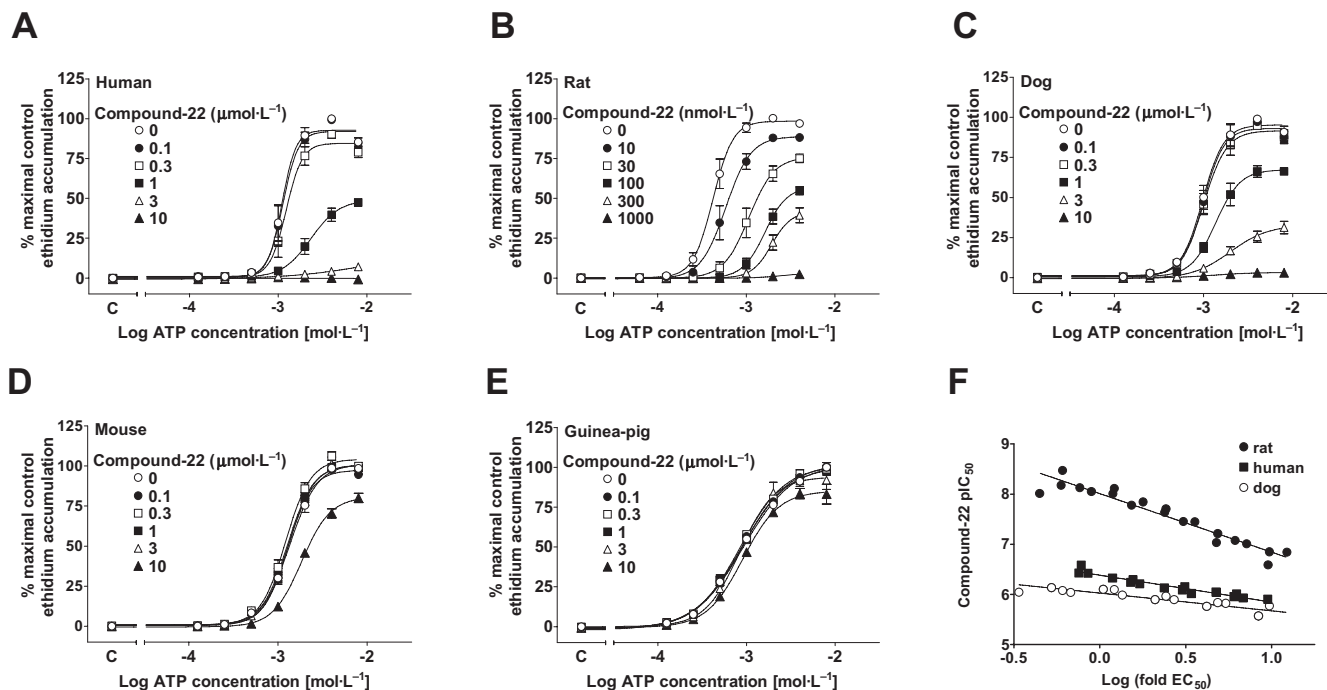 A
Human
Compound-22 (μmol·L⁻¹)
0
0.1
0.3
1
3
10
125
100
75
50
25
0
C
-4
-3
-2
% maximal control
ethidium accumulation
Log ATP concentration [mol·L⁻¹]
B
Rat
Compound-22 (nmol·L⁻¹)
0
10
30
100
300
1000
125
100
75
50
25
0
C
-4
-3
-2
% maximal control
ethidium accumulation
Log ATP concentration [mol·L⁻¹]
C
Dog
Compound-22 (μmol·L⁻¹)
0
0.1
0.3
1
3
10
125
100
75
50
25
0
C
-4
-3
-2
% maximal control
ethidium accumulation
Log ATP concentration [mol·L⁻¹]
D
Mouse
Compound-22 (μmol·L⁻¹)
0
0.1
0.3
1
3
10
125
100
75
50
25
0
C
-4
-3
-2
% maximal control
ethidium accumulation
Log ATP concentration [mol·L⁻¹]
E
Guinea-pig
Compound-22 (μmol·L⁻¹)
0
0.1
0.3
1
3
10
125
100
75
50
25
0
C
-4
-3
-2
% maximal control
ethidium accumulation
Log ATP concentration [mol·L⁻¹]
F
rat
human
dog
9
8
7
6
5
-0.5
0.0
0.5
1.0
Compound-22 pIC₅₀
Log (fold EC₅₀)